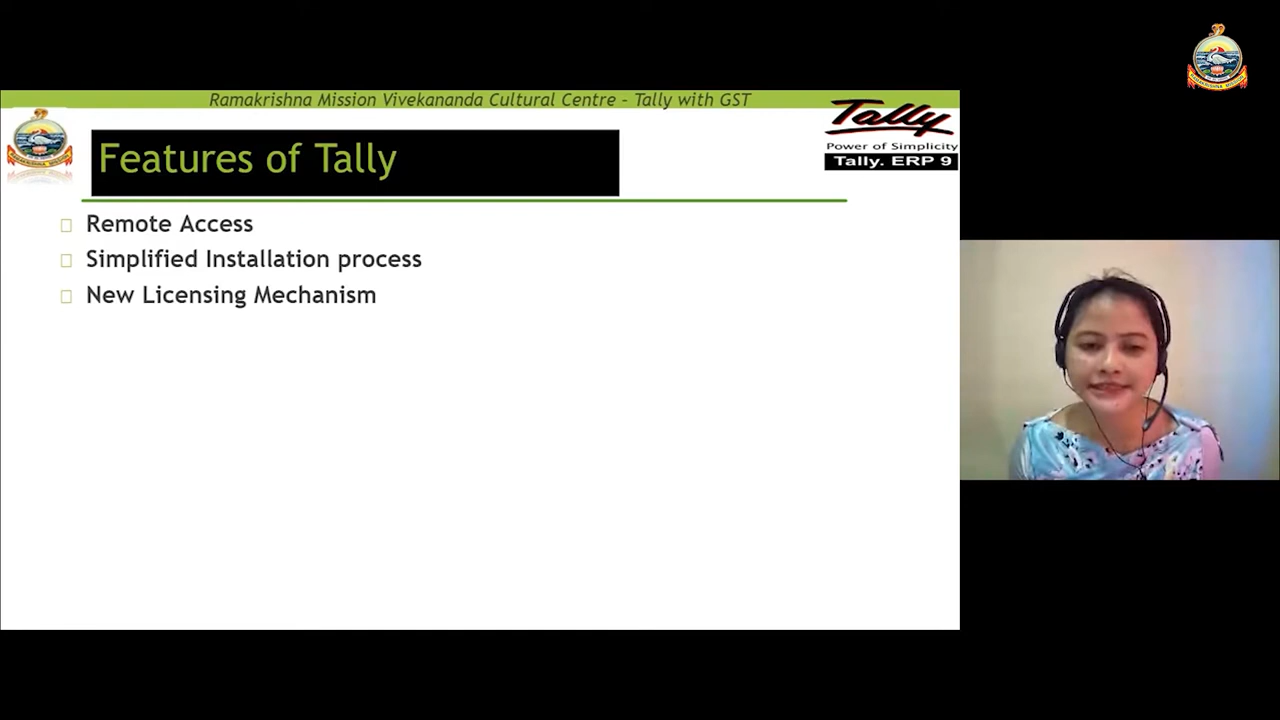 Ramakrishna Mission Vivekananda Cultural Centre – Tally with GST
Tally
Power of Simplicity
Tally. ERP 9
Features of Tally
Remote Access
Simplified Installation process
New Licensing Mechanism